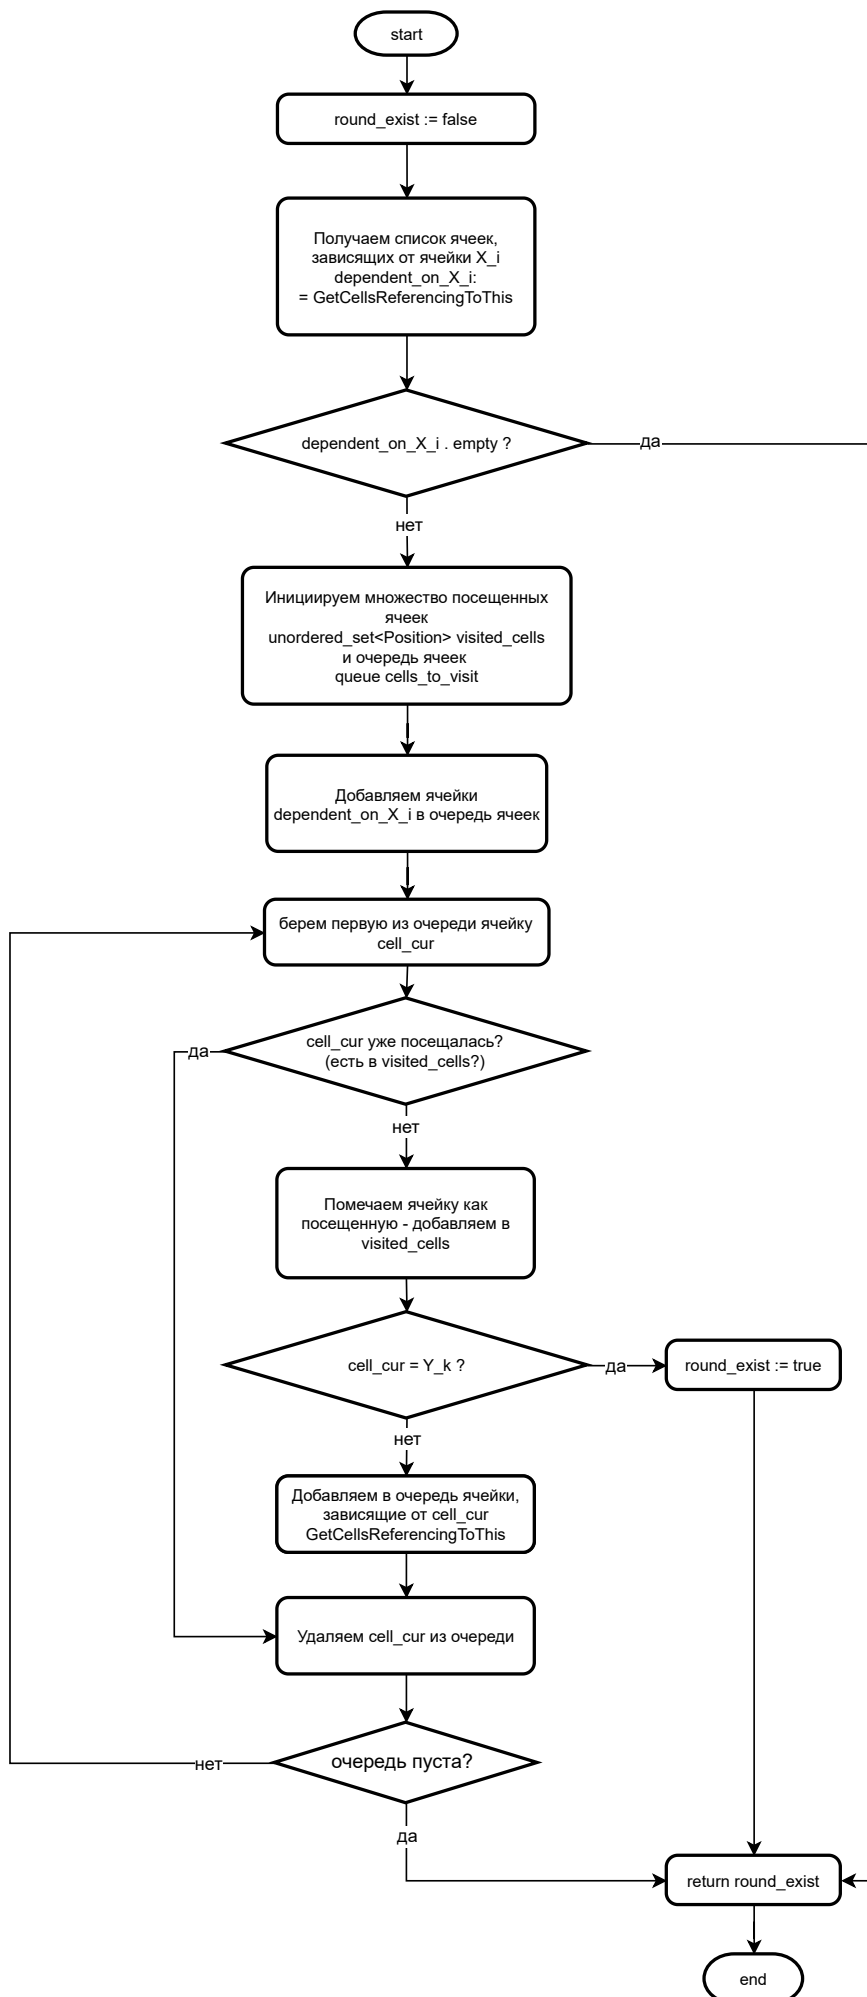 start
round_exist := false
Получаем список ячеек,
зависящих от ячейки X_i
dependent_on_X_i:
= GetCellsReferencingToThis
dependent_on_X_i . empty ?
да
нет
Инициируем множество посещенных
ячеек
unordered_set<Position> visited_cells
и очередь ячеек
queue cells_to_visit
Добавляем ячейки
dependent_on_X_i в очередь ячеек
берем первую из очереди ячейку
cell_cur
cell_cur уже посещалась?
(есть в visited_cells?)
да
нет
Помечаем ячейку как
посещенную - добавляем в
visited_cells
cell_cur = Y_k ?
да
round_exist := true
нет
Добавляем в очередь ячейки,
зависящие от cell_cur
GetCellsReferencingToThis
Удаляем cell_cur из очереди
очередь пуста?
нет
да
return round_exist
end